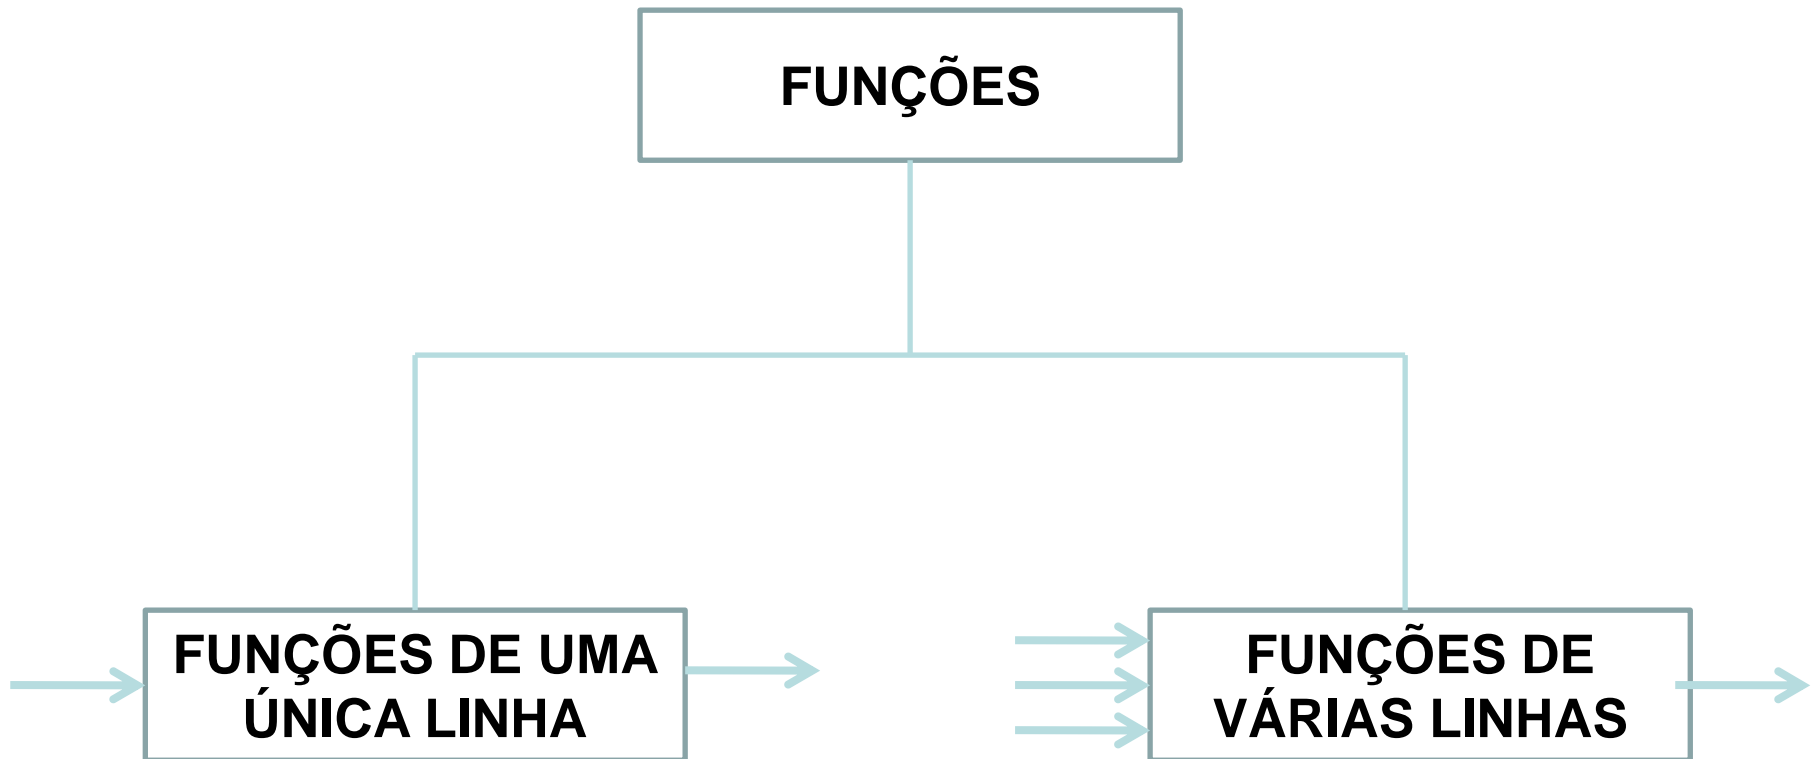 FUNÇÕES
FUNÇÕES DE UMA
ÚNICA LINHA
FUNÇÕES DE
VÁRIAS LINHAS